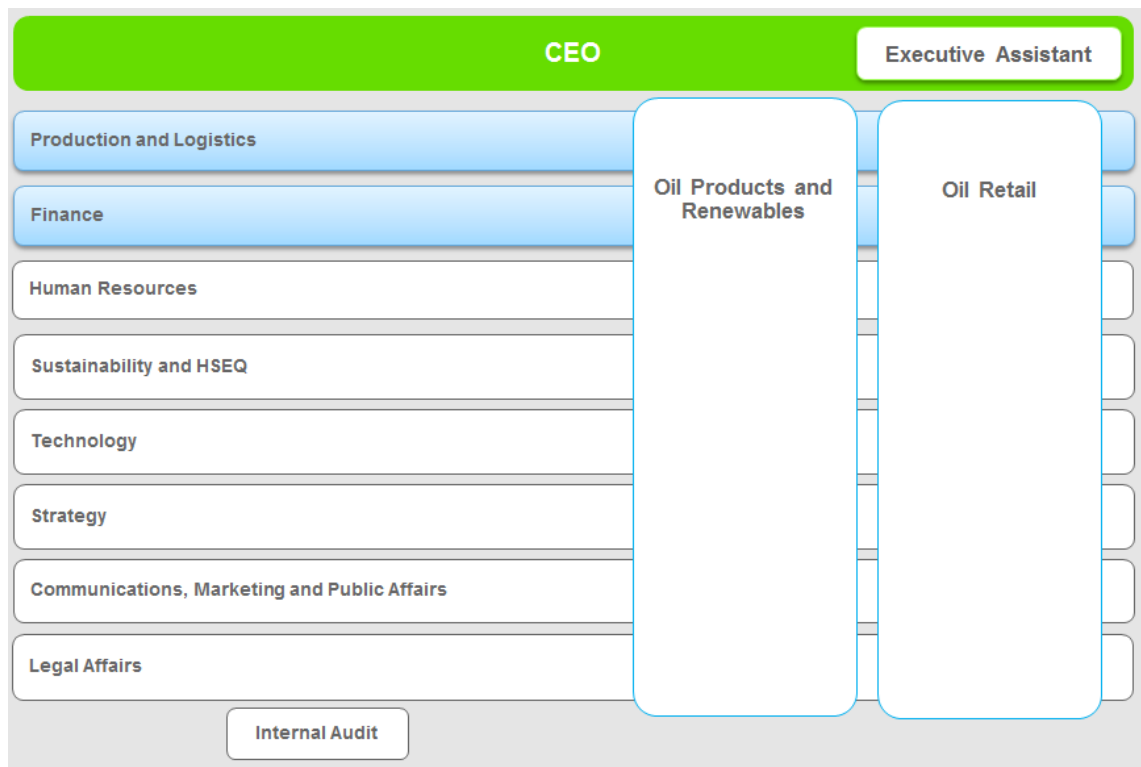 CEO
Executive Assistant
Production and Logistics
Oil Products and
Renewables
Oil Retail
Finance
Human Resources
Sustainability and HSEQ
Technology
Strategy
Communications, Marketing and Public Affairs
Legal Affairs
Internal Audit